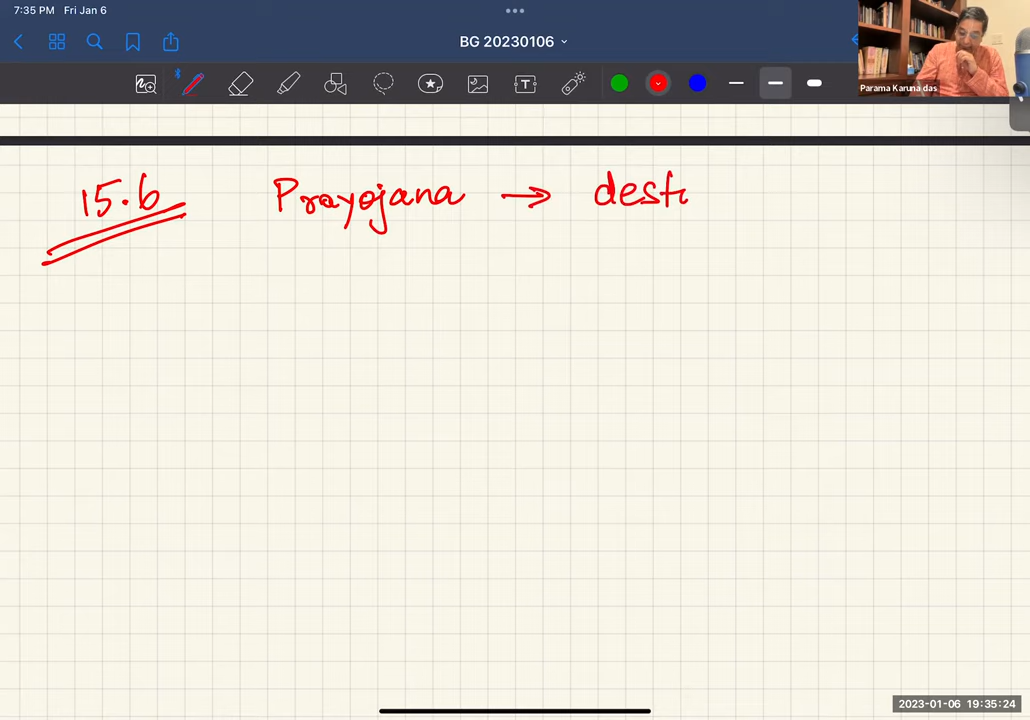 7:35 PM Fri Jan 6
BG 20230106
Parama Karuna das
15.6 Prayojana → desti
2023-01-06 19:35:24